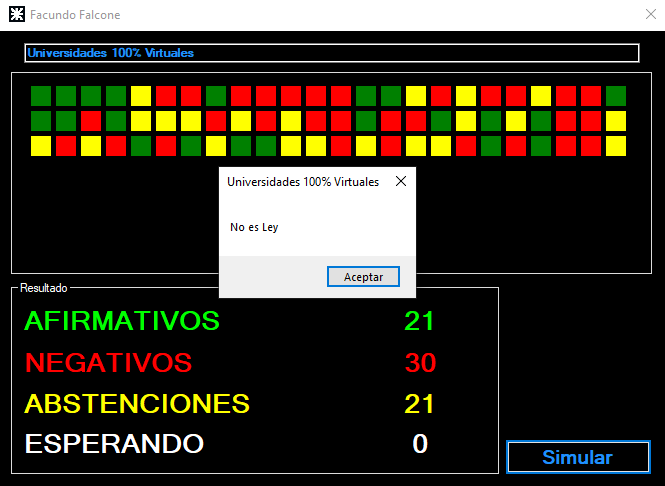 Facundo Falcone
Universidades 100% Virtuales
Universidades 100% Virtuales
No es Ley
Aceptar
Resultado
AFIRMATIVOS 21
NEGATIVOS 30
ABSTENCIONES 21
ESPERANDO 0
Simular